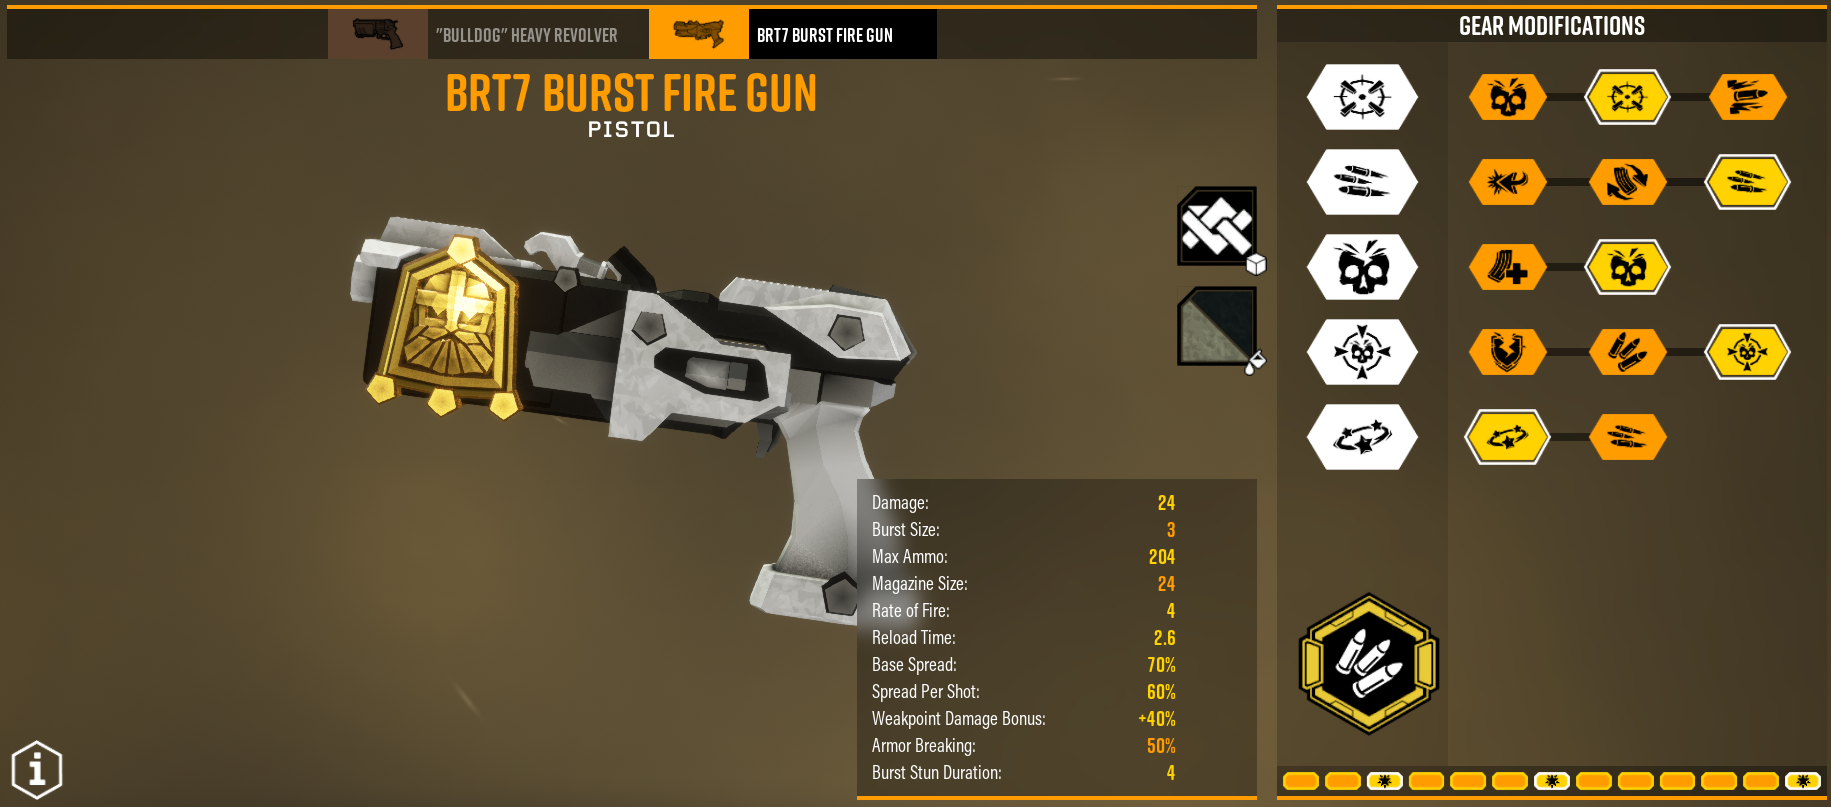 "BULLDOG" HEAVY REVOLVER
BRT7 BURST FIRE GUN
GEAR MODIFICATIONS
BRT7 BURST FIRE GUN
PISTOL
Damage: 24
Burst Size: 3
Max Ammo: 204
Magazine Size: 24
Rate of Fire: 4
Reload Time: 2.6
Base Spread: 70%
Spread Per Shot: 60%
Weakpoint Damage Bonus: +40%
Armor Breaking: 50%
Burst Stun Duration: 4